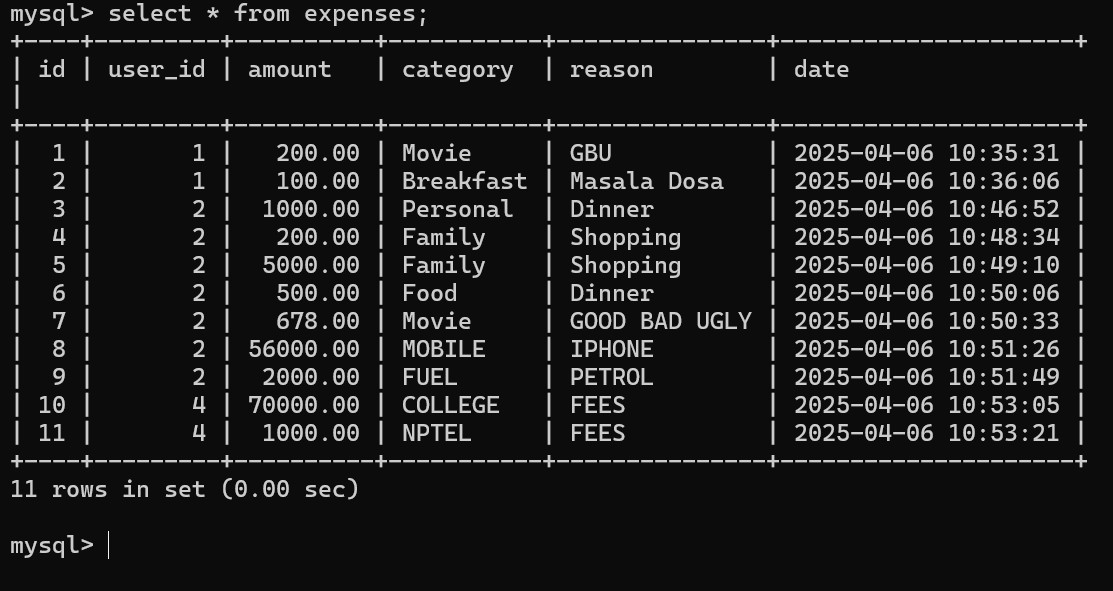 mysql> select * from expenses;
+----+---------+----------+-----------+---------------+---------------------+
| id | user_id | amount   | category  | reason        | date
|
+----+---------+----------+-----------+---------------+---------------------+
|  1 |       1 |   200.00 | Movie     | GBU           | 2025-04-06 10:35:31 |
|  2 |       1 |   100.00 | Breakfast | Masala Dosa   | 2025-04-06 10:36:06 |
|  3 |       2 |  1000.00 | Personal  | Dinner        | 2025-04-06 10:46:52 |
|  4 |       2 |   200.00 | Family    | Shopping      | 2025-04-06 10:48:34 |
|  5 |       2 |  5000.00 | Family    | Shopping      | 2025-04-06 10:49:10 |
|  6 |       2 |   500.00 | Food      | Dinner        | 2025-04-06 10:50:06 |
|  7 |       2 |   678.00 | Movie     | GOOD BAD UGLY | 2025-04-06 10:50:33 |
|  8 |       2 | 56000.00 | MOBILE    | IPHONE        | 2025-04-06 10:51:26 |
|  9 |       2 |  2000.00 | FUEL      | PETROL        | 2025-04-06 10:51:49 |
| 10 |       4 | 70000.00 | COLLEGE   | FEES          | 2025-04-06 10:53:05 |
| 11 |       4 |  1000.00 | NPTEL     | FEES          | 2025-04-06 10:53:21 |
+----+---------+----------+-----------+---------------+---------------------+
11 rows in set (0.00 sec)
mysql>